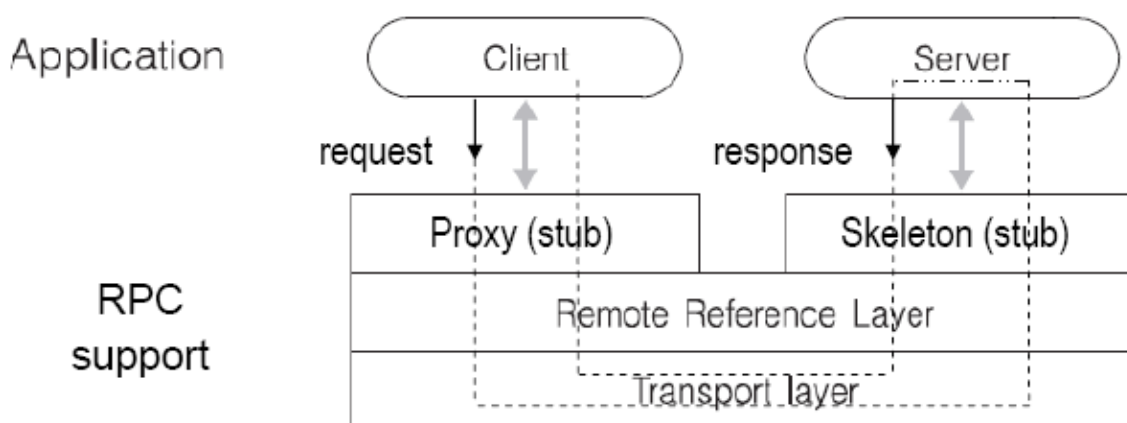 Application
Client
Server
request
response
Proxy (stub)
Skeleton (stub)
RPC
support
Remote Reference Layer
Transport layer